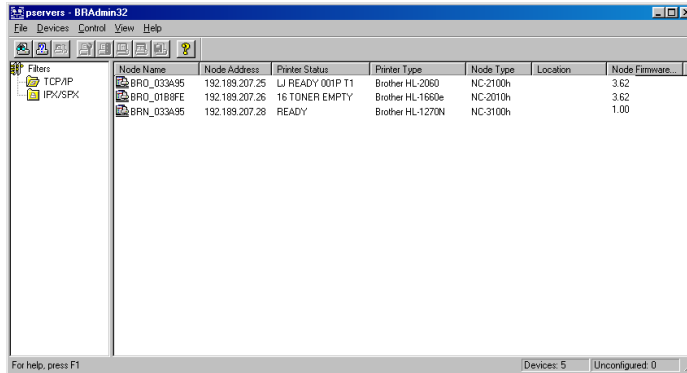 pservers - BRAdmin32
File Devices Control View Help
Filters
TCP/IP
IPX/SPX
Node Name Node Address Printer Status Printer Type Node Type Location Node Firmware...
BRO_033A95 192.189.207.25 LJ READY 001P T1 Brother HL-2060 NC-2100h 3.62
BRO_01B8FE 192.189.207.26 16 TONER EMPTY Brother HL-1660e NC-2010h 3.62
BRN_033A95 192.189.207.28 READY Brother HL-1270N NC-3100h 1.00
For help, press F1 Devices: 5 Unconfigured: 0